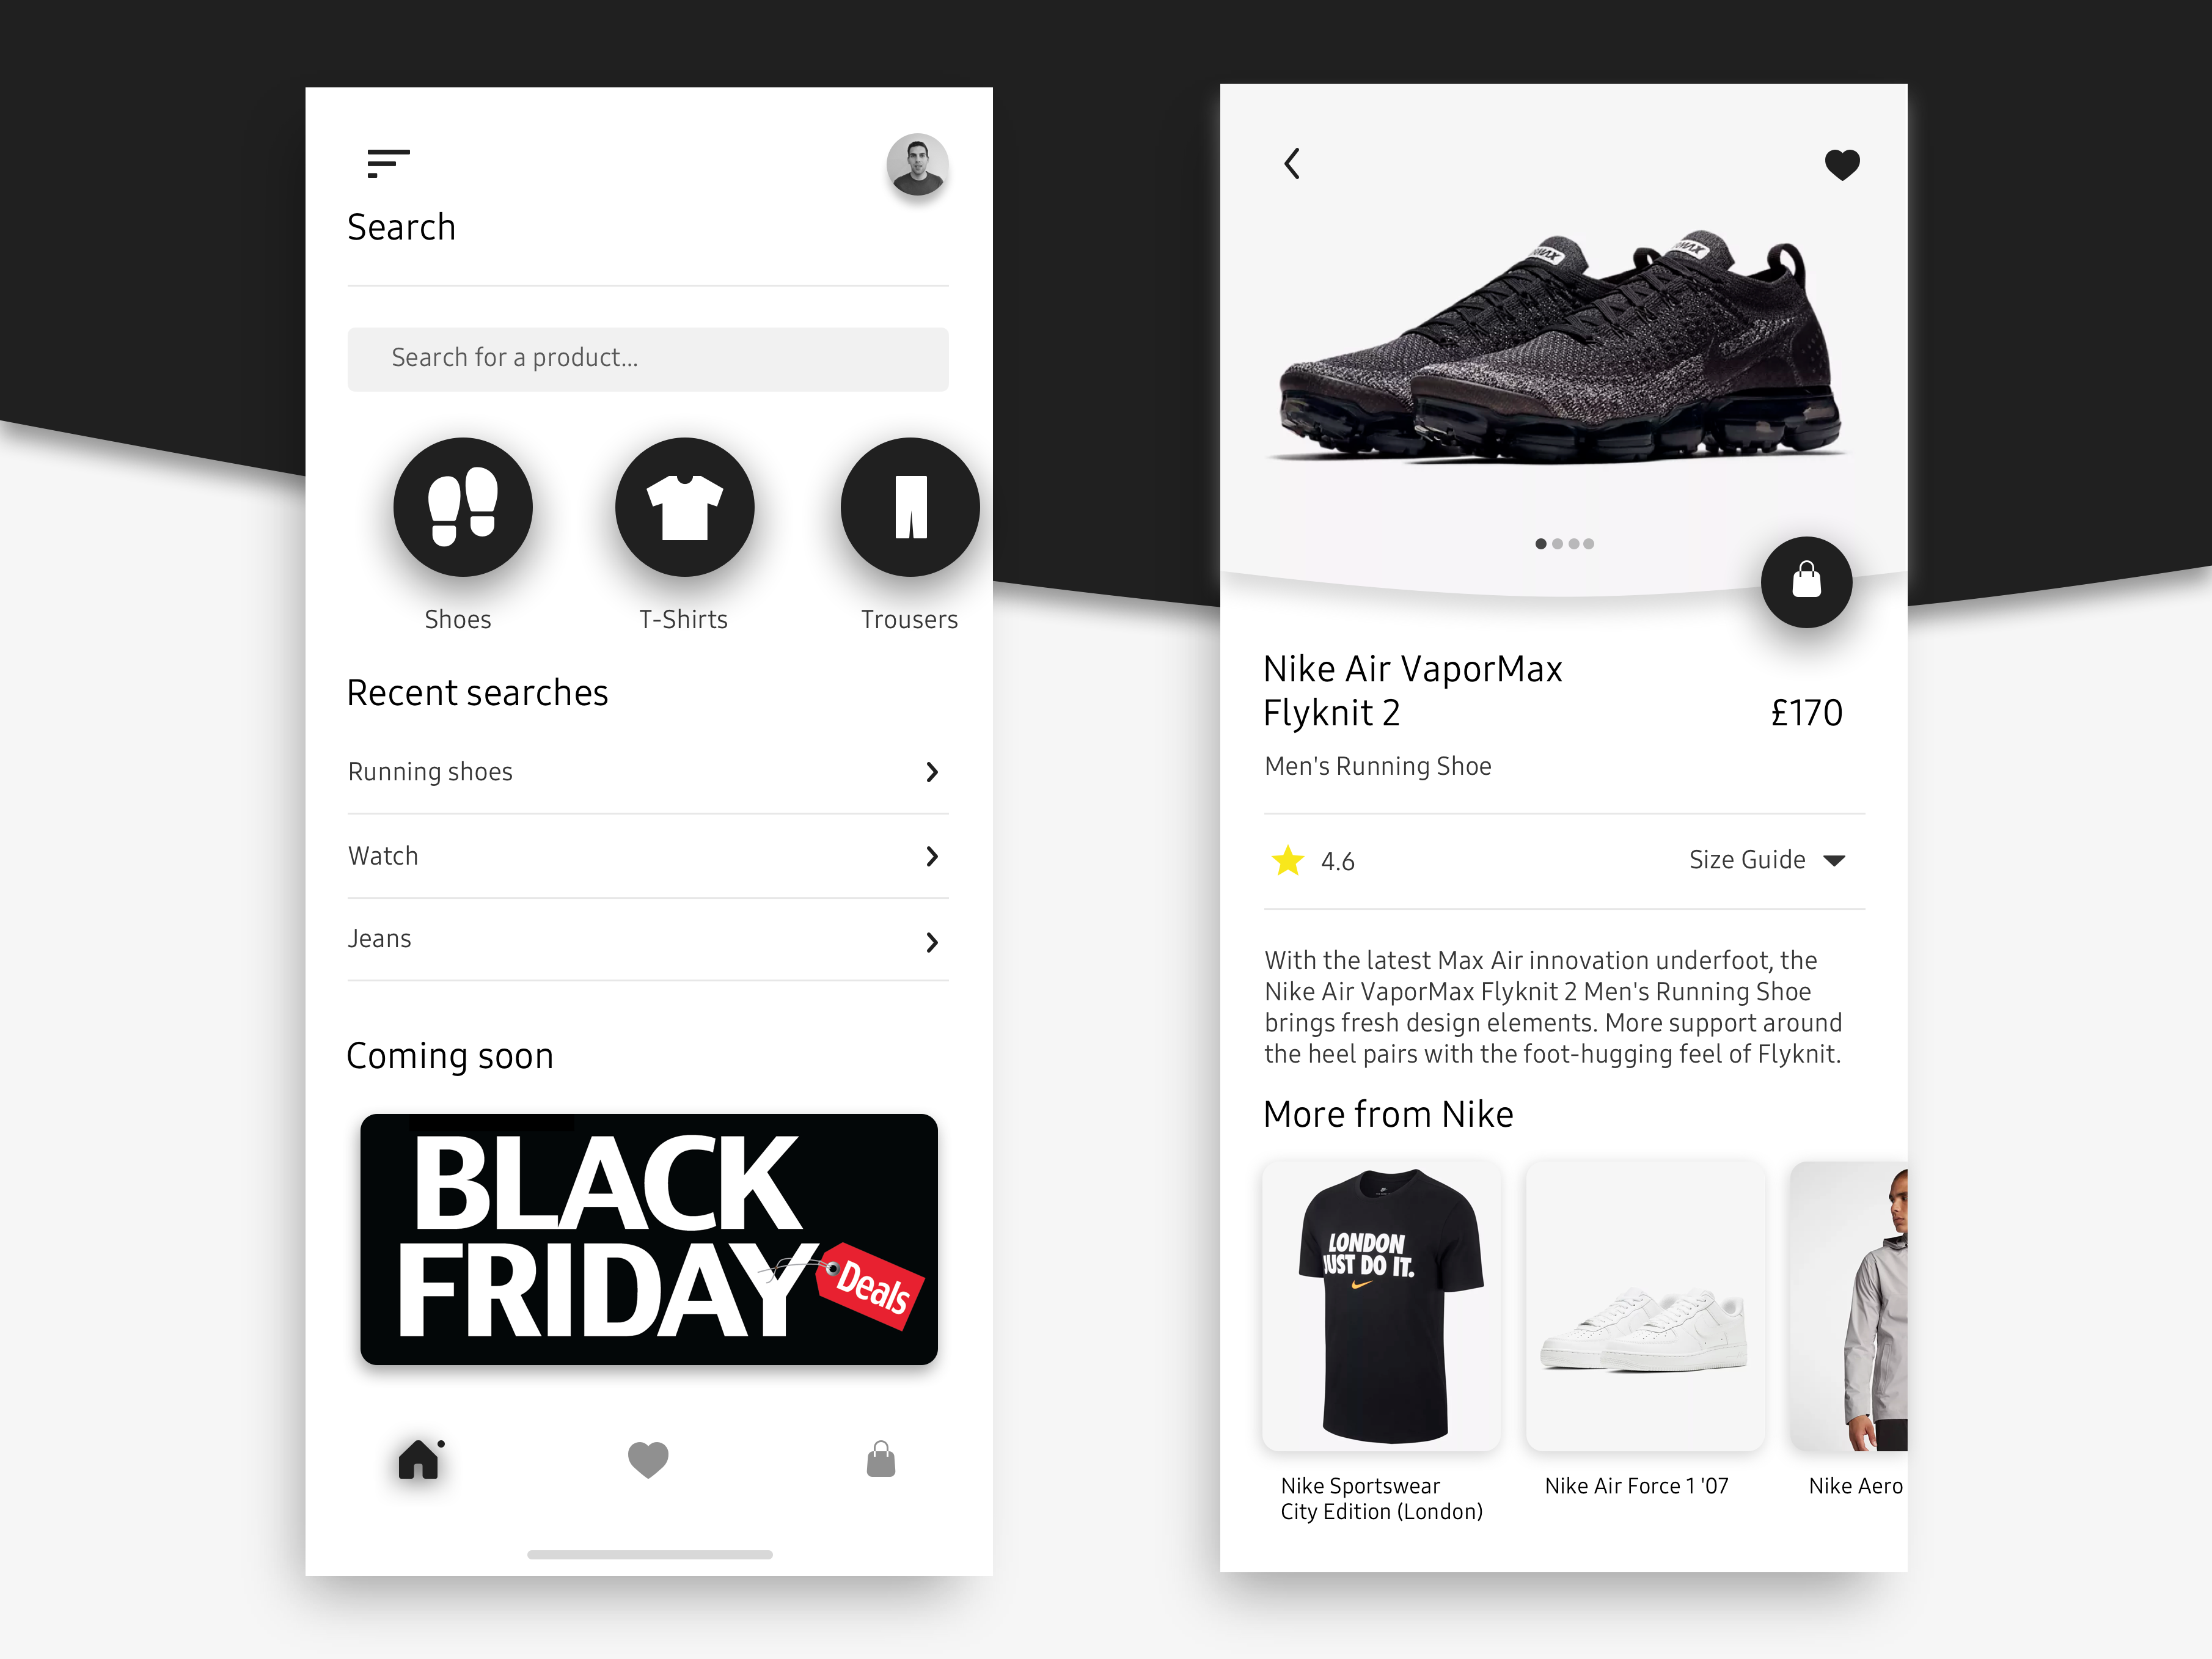 Search
Search for a product...
Shoes
T-Shirts
Trousers
Recent searches
Running shoes
Watch
Jeans
Coming soon
BLACK
FRIDAY
Deals
Nike Air VaporMax
Flyknit 2
£170
Men's Running Shoe
4.6
Size Guide
With the latest Max Air innovation underfoot, the
Nike Air VaporMax Flyknit 2 Men's Running Shoe
brings fresh design elements. More support around
the heel pairs with the foot-hugging feel of Flyknit.
More from Nike
LONDON
JUST DO IT.
Nike Sportswear
City Edition (London)
Nike Air Force 1 '07
Nike Aero